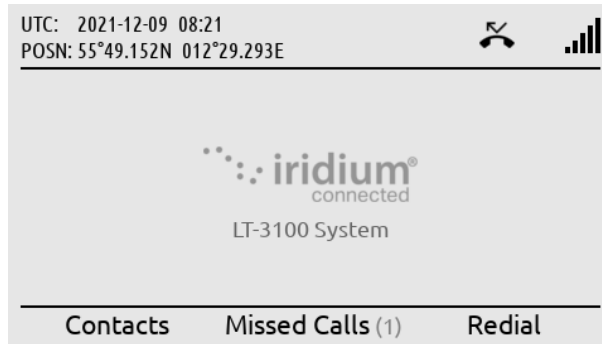 UTC: 2021-12-09 08:21
POSN: 55°49.152N 012°29.293E
iridium®
connected
LT-3100 System
Contacts Missed Calls (1) Redial